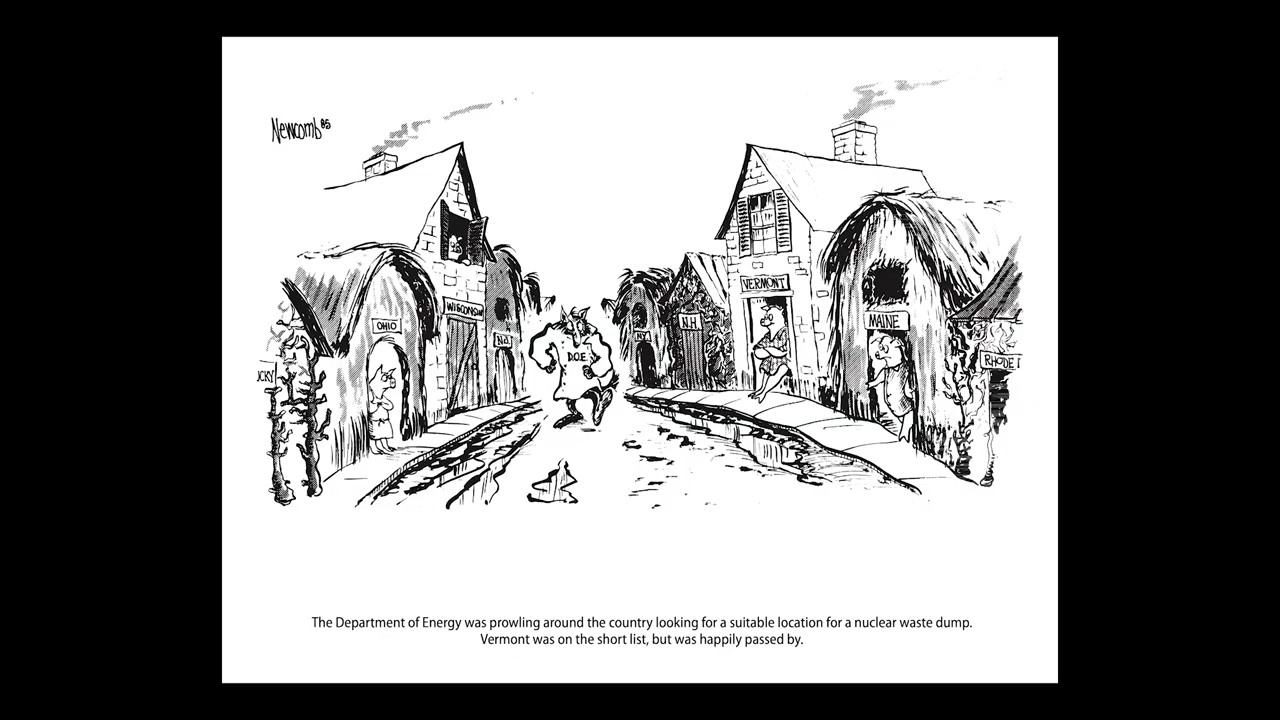 Newcomb 85
OHIO
WISCONSIN
N.J.
D.O.E.
N.Y.
N.H.
VERMONT
MAINE
RHODE I
UCKY
The Department of Energy was prowling around the country looking for a suitable location for a nuclear waste dump.
Vermont was on the short list, but was happily passed by.